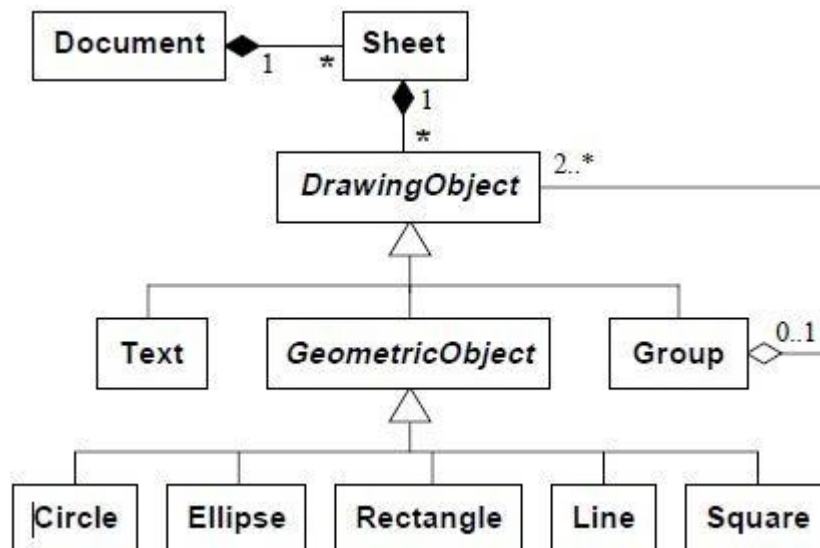 Document
1
*
Sheet
1
*
DrawingObject
2..*
Text
GeometricObject
Group
0..1
Circle
Ellipse
Rectangle
Line
Square